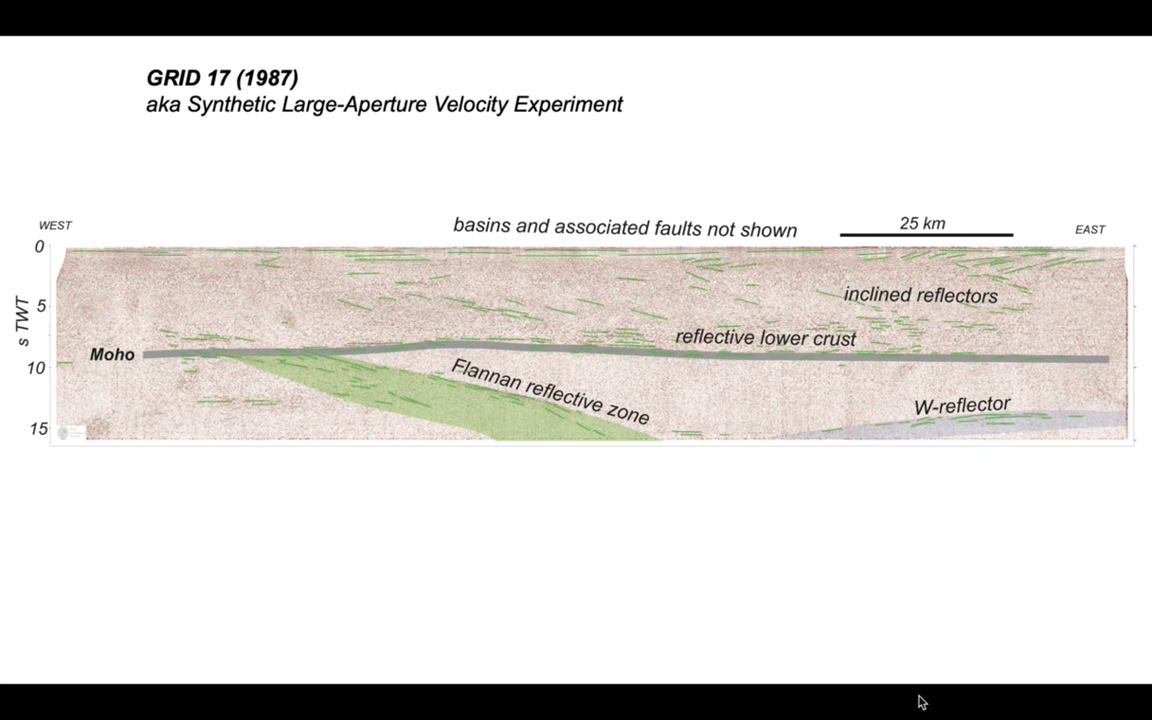 GRID 17 (1987)
aka Synthetic Large-Aperture Velocity Experiment
WEST
basins and associated faults not shown
25 km
EAST
0
5
10
15
s TWT
inclined reflectors
reflective lower crust
Moho
Flannan reflective zone
W-reflector